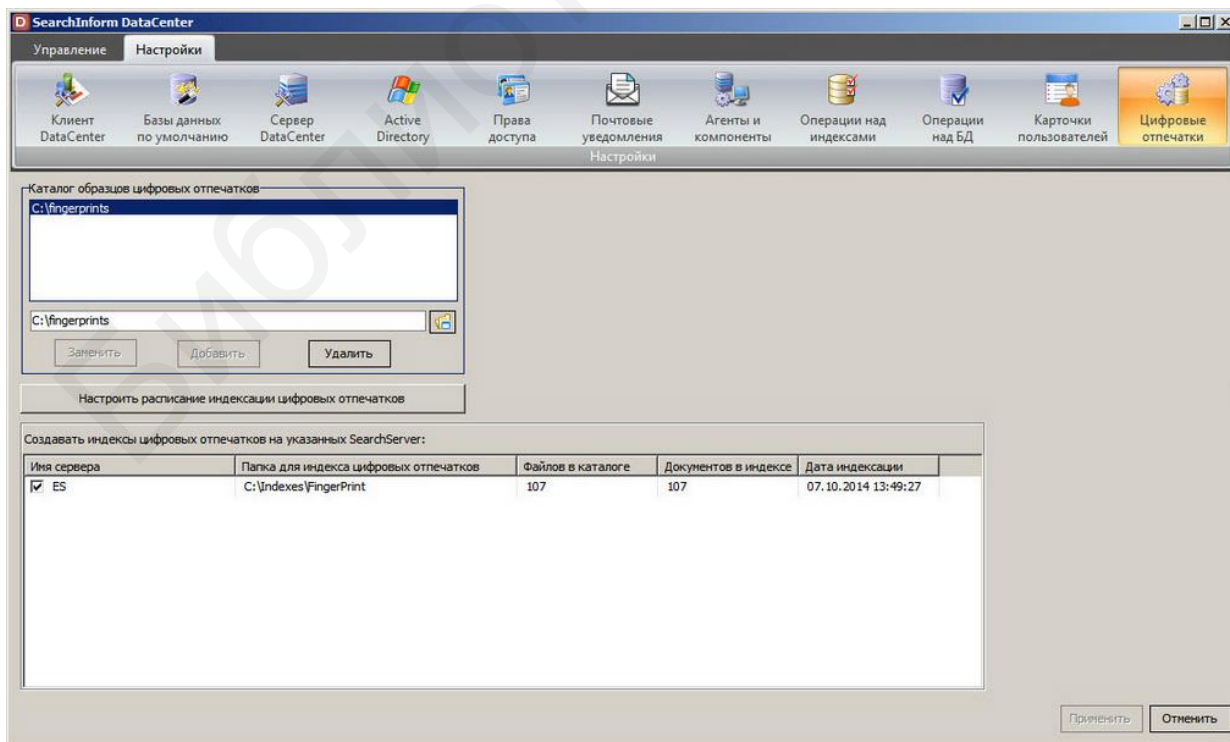 SearchInform DataCenter
Управление Настройки
Клиент DataCenter
Базы данных по умолчанию
Сервер DataCenter
Active Directory
Права доступа
Почтовые уведомления
Агенты и компоненты
Операции над индексами
Операции над БД
Карточки пользователей
Цифровые отпечатки
Настройки
Каталог образцов цифровых отпечатков
C:\fingerprints
C:\fingerprints
Заменить Добавить Удалить
Настроить расписание индексации цифровых отпечатков
Создавать индексы цифровых отпечатков на указанных SearchServer:
Имя сервера Папка для индекса цифровых отпечатков Файлов в каталоге Документов в индексе Дата индексации
ES C:\Indexes\FingerPrint 107 107 07.10.2014 13:49:27
Применить Отменить